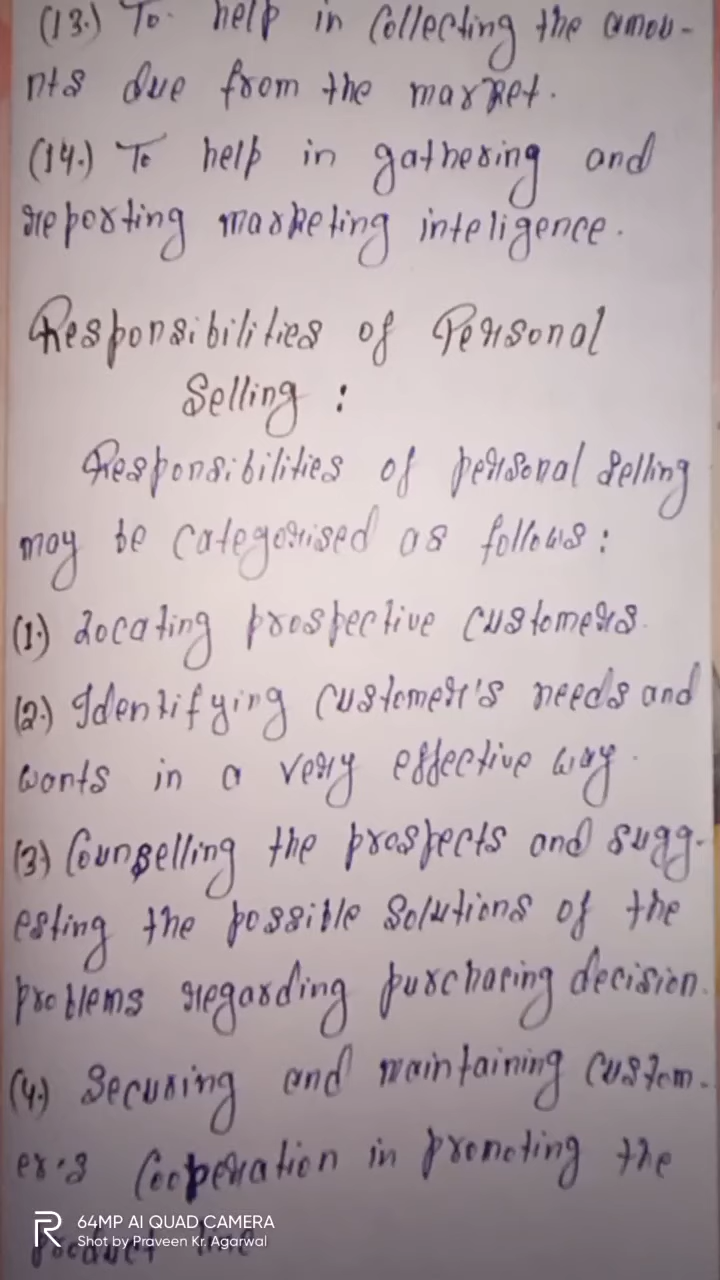 (13.) To help in Collecting the amou-
nts due from the market.
(14.) To help in gathering and
reporting marketing inteligence.
Responsibilities of Personal
Selling :
Responsibilities of personal selling
may be categorised as follows :
(1.) Locating prospective customers.
(2.) Identifying customer's needs and
wants in a very effective way.
(3) Counselling the prospects and sugg-
esting the possible solutions of the
problems regarding purchasing decision.
(4.) Securing and maintaining custom-
er's Cooperation in promoting the
product line
64MP AI QUAD CAMERA
Shot by Praveen Kr. Agarwal